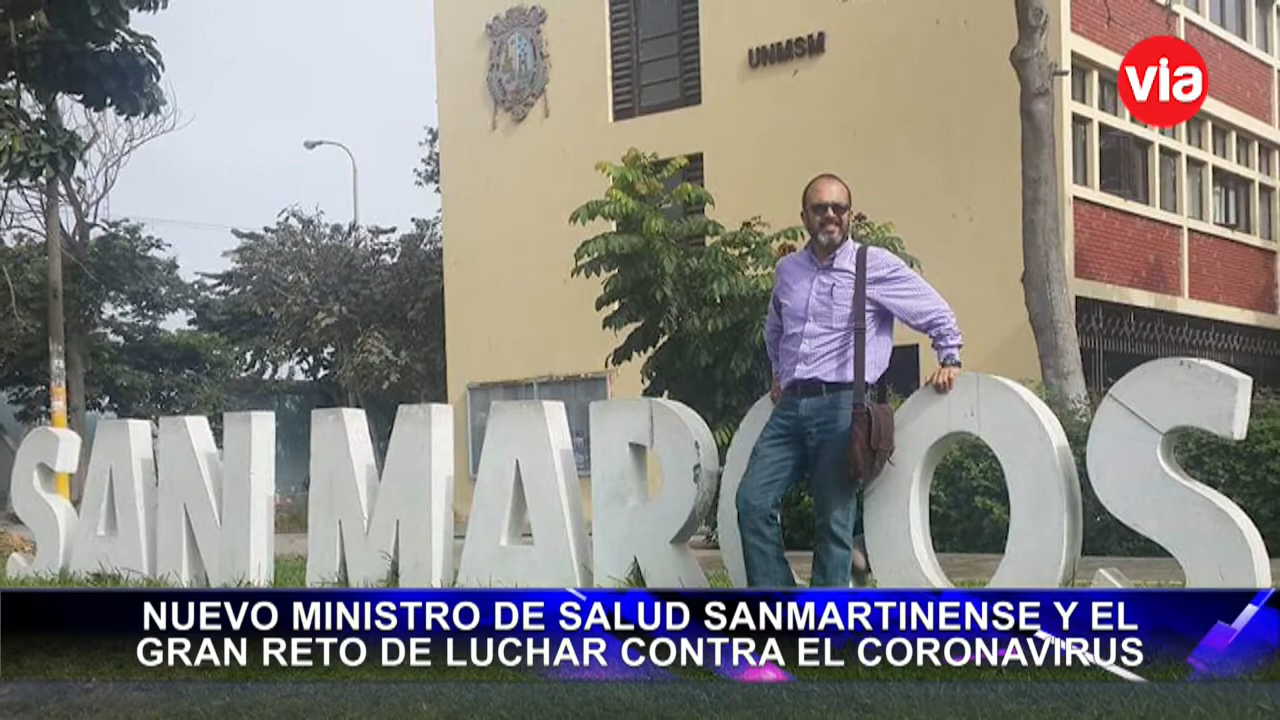 UNMSM
via
SAN MARCOS
NUEVO MINISTRO DE SALUD SANMARTINENSE Y EL
GRAN RETO DE LUCHAR CONTRA EL CORONAVIRUS